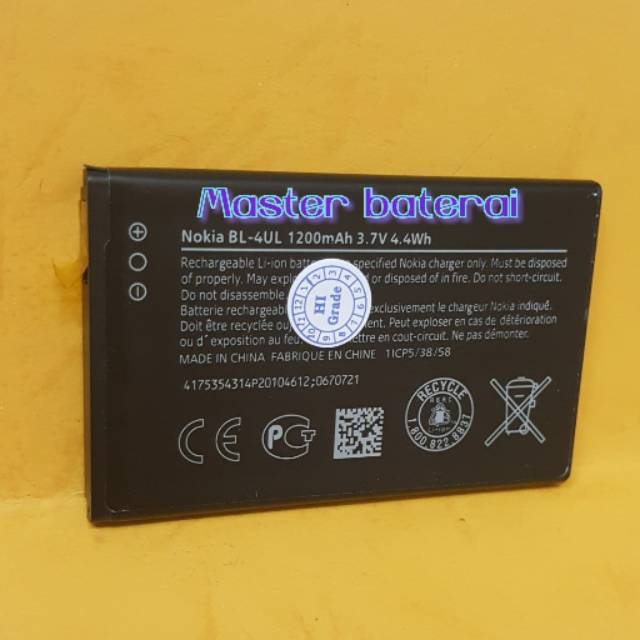 Master baterai
Nokia BL-4UL 1200mAh 3.7V 4.4Wh
Rechargeable Li-ion specified Nokia charger only. Must be disposed
of properly. May or disposed of in fire. Do not short-circuit.
Do not disassemble.
Batterie rechargeable exclusivement le chargeur Nokia indiqué.
Doit être recyclée ou Peut exploser en cas de détérioration
ou d'exposition au feu en court-circuit. Ne pas démonter.
MADE IN CHINA FABRIQUE EN CHINE 1ICP5/38/58
4175354314P20104612;0670721
HI
Grade
CE
RECYCLE
Li-ion
1.800.822.8837